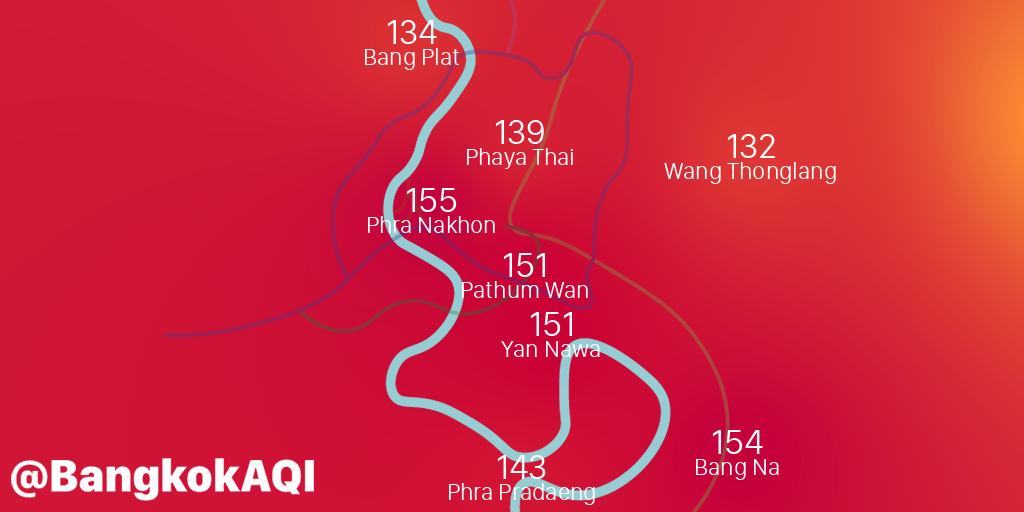 134
Bang Plat
139
Phaya Thai
132
Wang Thonglang
155
Phra Nakhon
151
Pathum Wan
151
Yan Nawa
154
Bang Na
143
Phra Pradaeng
@BangkokAQI